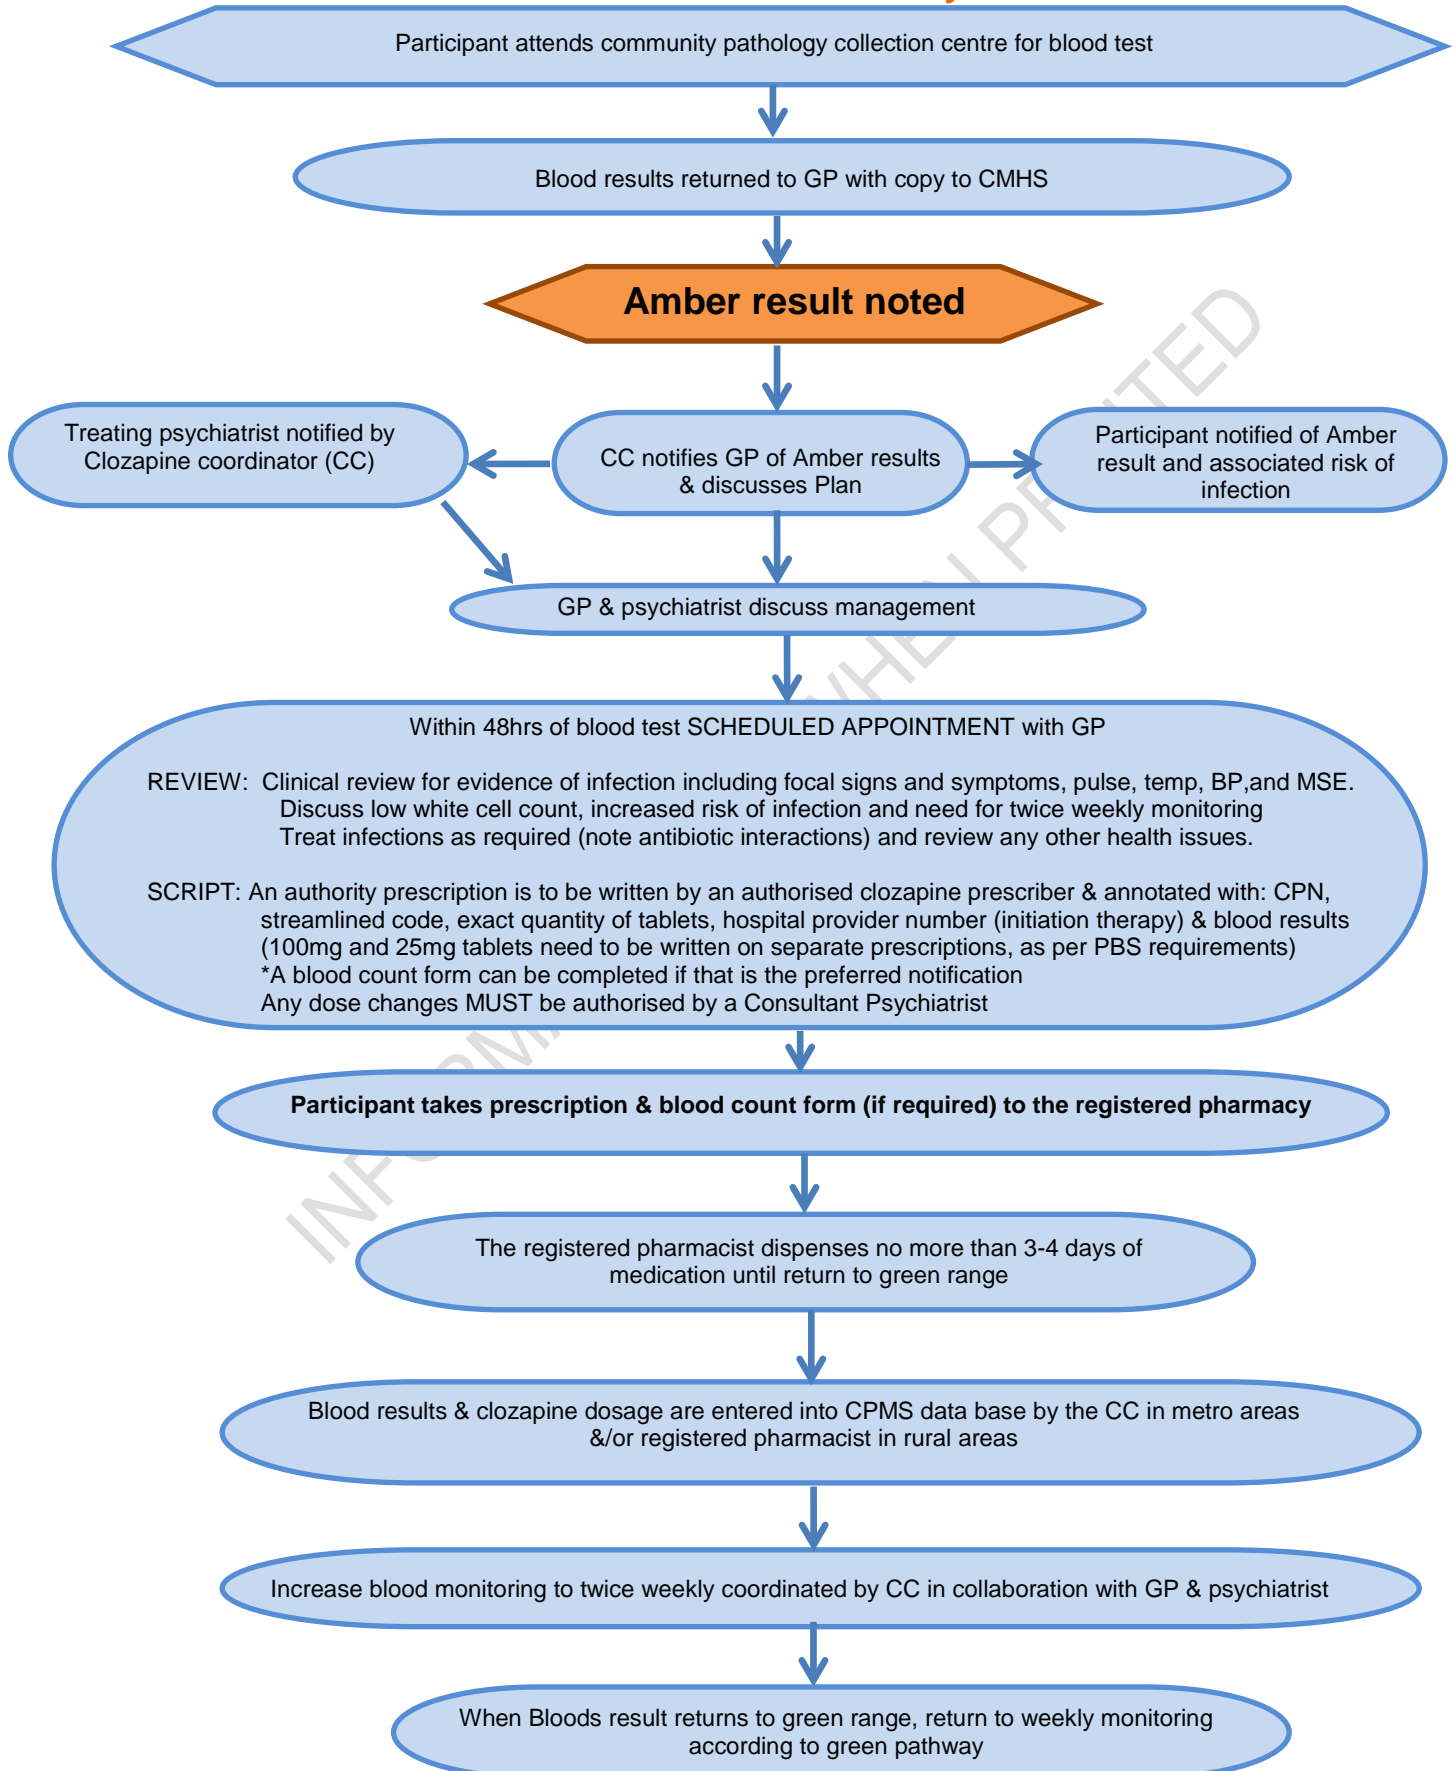 Participant attends community pathology collection centre for blood test
Blood results returned to GP with copy to CMHS
Amber result noted
Treating psychiatrist notified by
Clozapine coordinator (CC)
CC notifies GP of Amber results
& discusses Plan
Participant notified of Amber
result and associated risk of
infection
GP & psychiatrist discuss management
Within 48hrs of blood test SCHEDULED APPOINTMENT with GP
REVIEW: Clinical review for evidence of infection including focal signs and symptoms, pulse, temp, BP,and MSE.
Discuss low white cell count, increased risk of infection and need for twice weekly monitoring
Treat infections as required (note antibiotic interactions) and review any other health issues.
SCRIPT: An authority prescription is to be written by an authorised clozapine prescriber & annotated with: CPN,
streamlined code, exact quantity of tablets, hospital provider number (initiation therapy) & blood results
(100mg and 25mg tablets need to be written on separate prescriptions, as per PBS requirements)
*A blood count form can be completed if that is the preferred notification
Any dose changes MUST be authorised by a Consultant Psychiatrist
Participant takes prescription & blood count form (if required) to the registered pharmacy
The registered pharmacist dispenses no more than 3-4 days of
medication until return to green range
Blood results & clozapine dosage are entered into CPMS data base by the CC in metro areas
&/or registered pharmacist in rural areas
Increase blood monitoring to twice weekly coordinated by CC in collaboration with GP & psychiatrist
When Bloods result returns to green range, return to weekly monitoring
according to green pathway